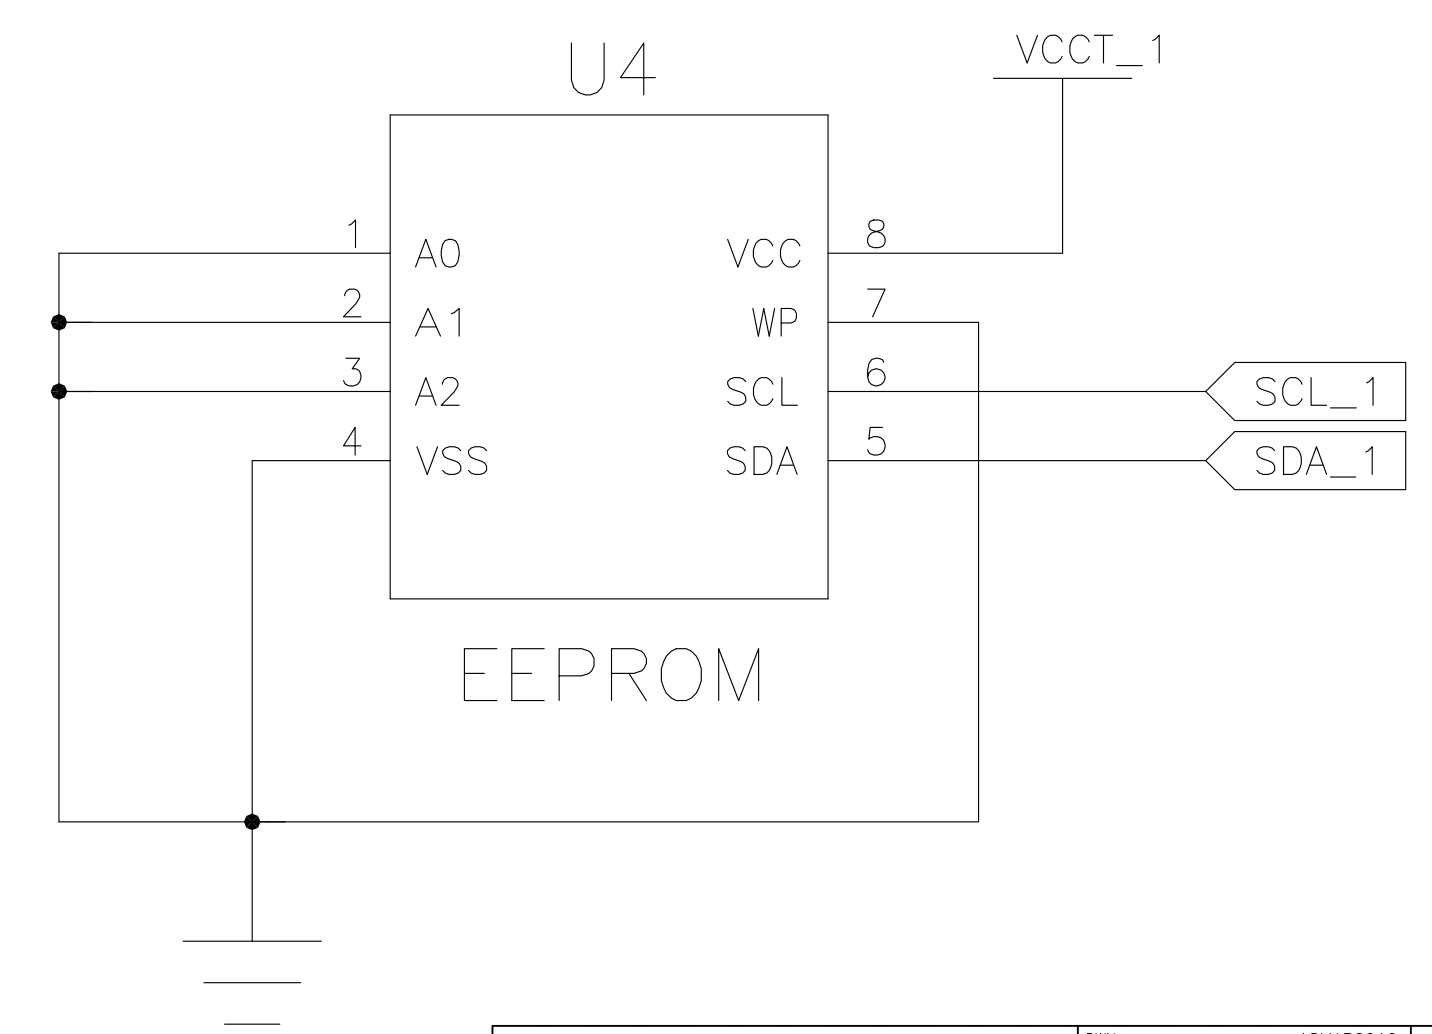 U4
VCCT_1
1 A0 VCC 8
2 A1 WP 7
3 A2 SCL 6 SCL_1
4 VSS SDA 5 SDA_1
EEPROM